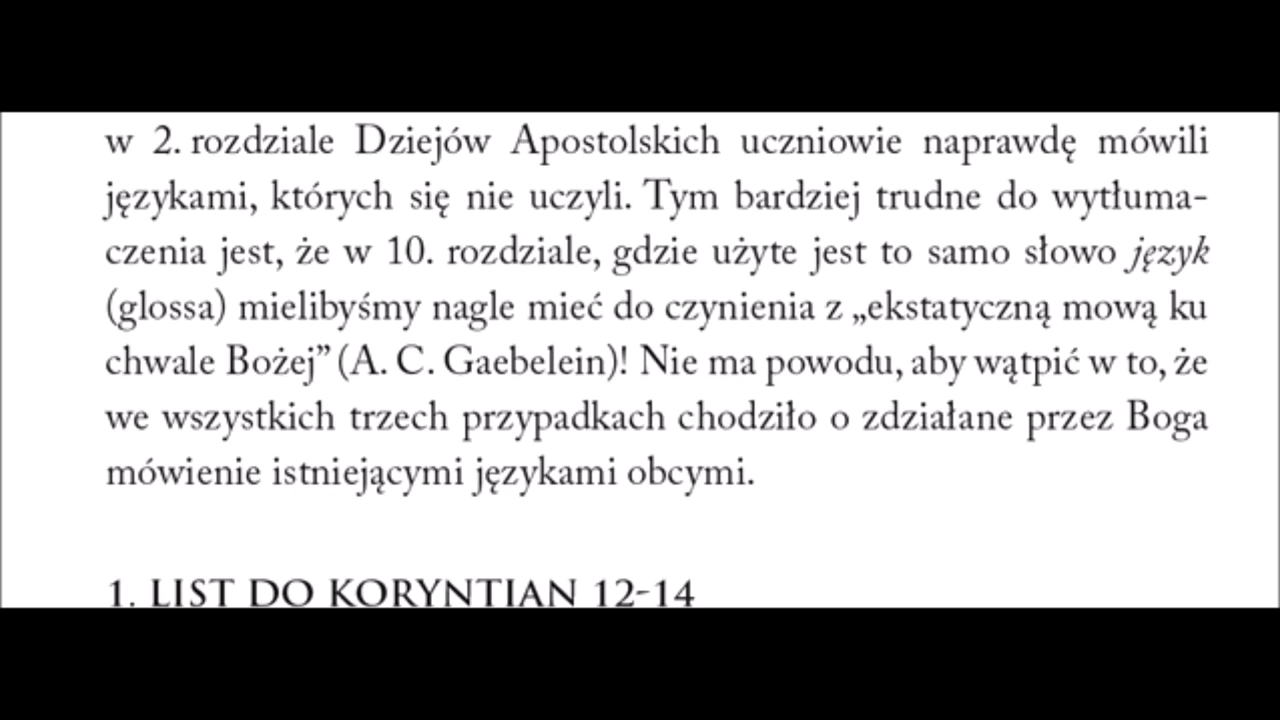 w 2. rozdziale Dziejów Apostolskich uczniowie naprawdę mówili
językami, których się nie uczyli. Tym bardziej trudne do wytłuma-
czenia jest, że w 10. rozdziale, gdzie użyte jest to samo słowo język
(glossa) mielibyśmy nagle mieć do czynienia z „ekstatyczną mową ku
chwale Bożej” (A. C. Gaebelein)! Nie ma powodu, aby wątpić w to, że
we wszystkich trzech przypadkach chodziło o zdziałane przez Boga
mówienie istniejącymi językami obcymi.
1. LIST DO KORYNTIAN 12-14